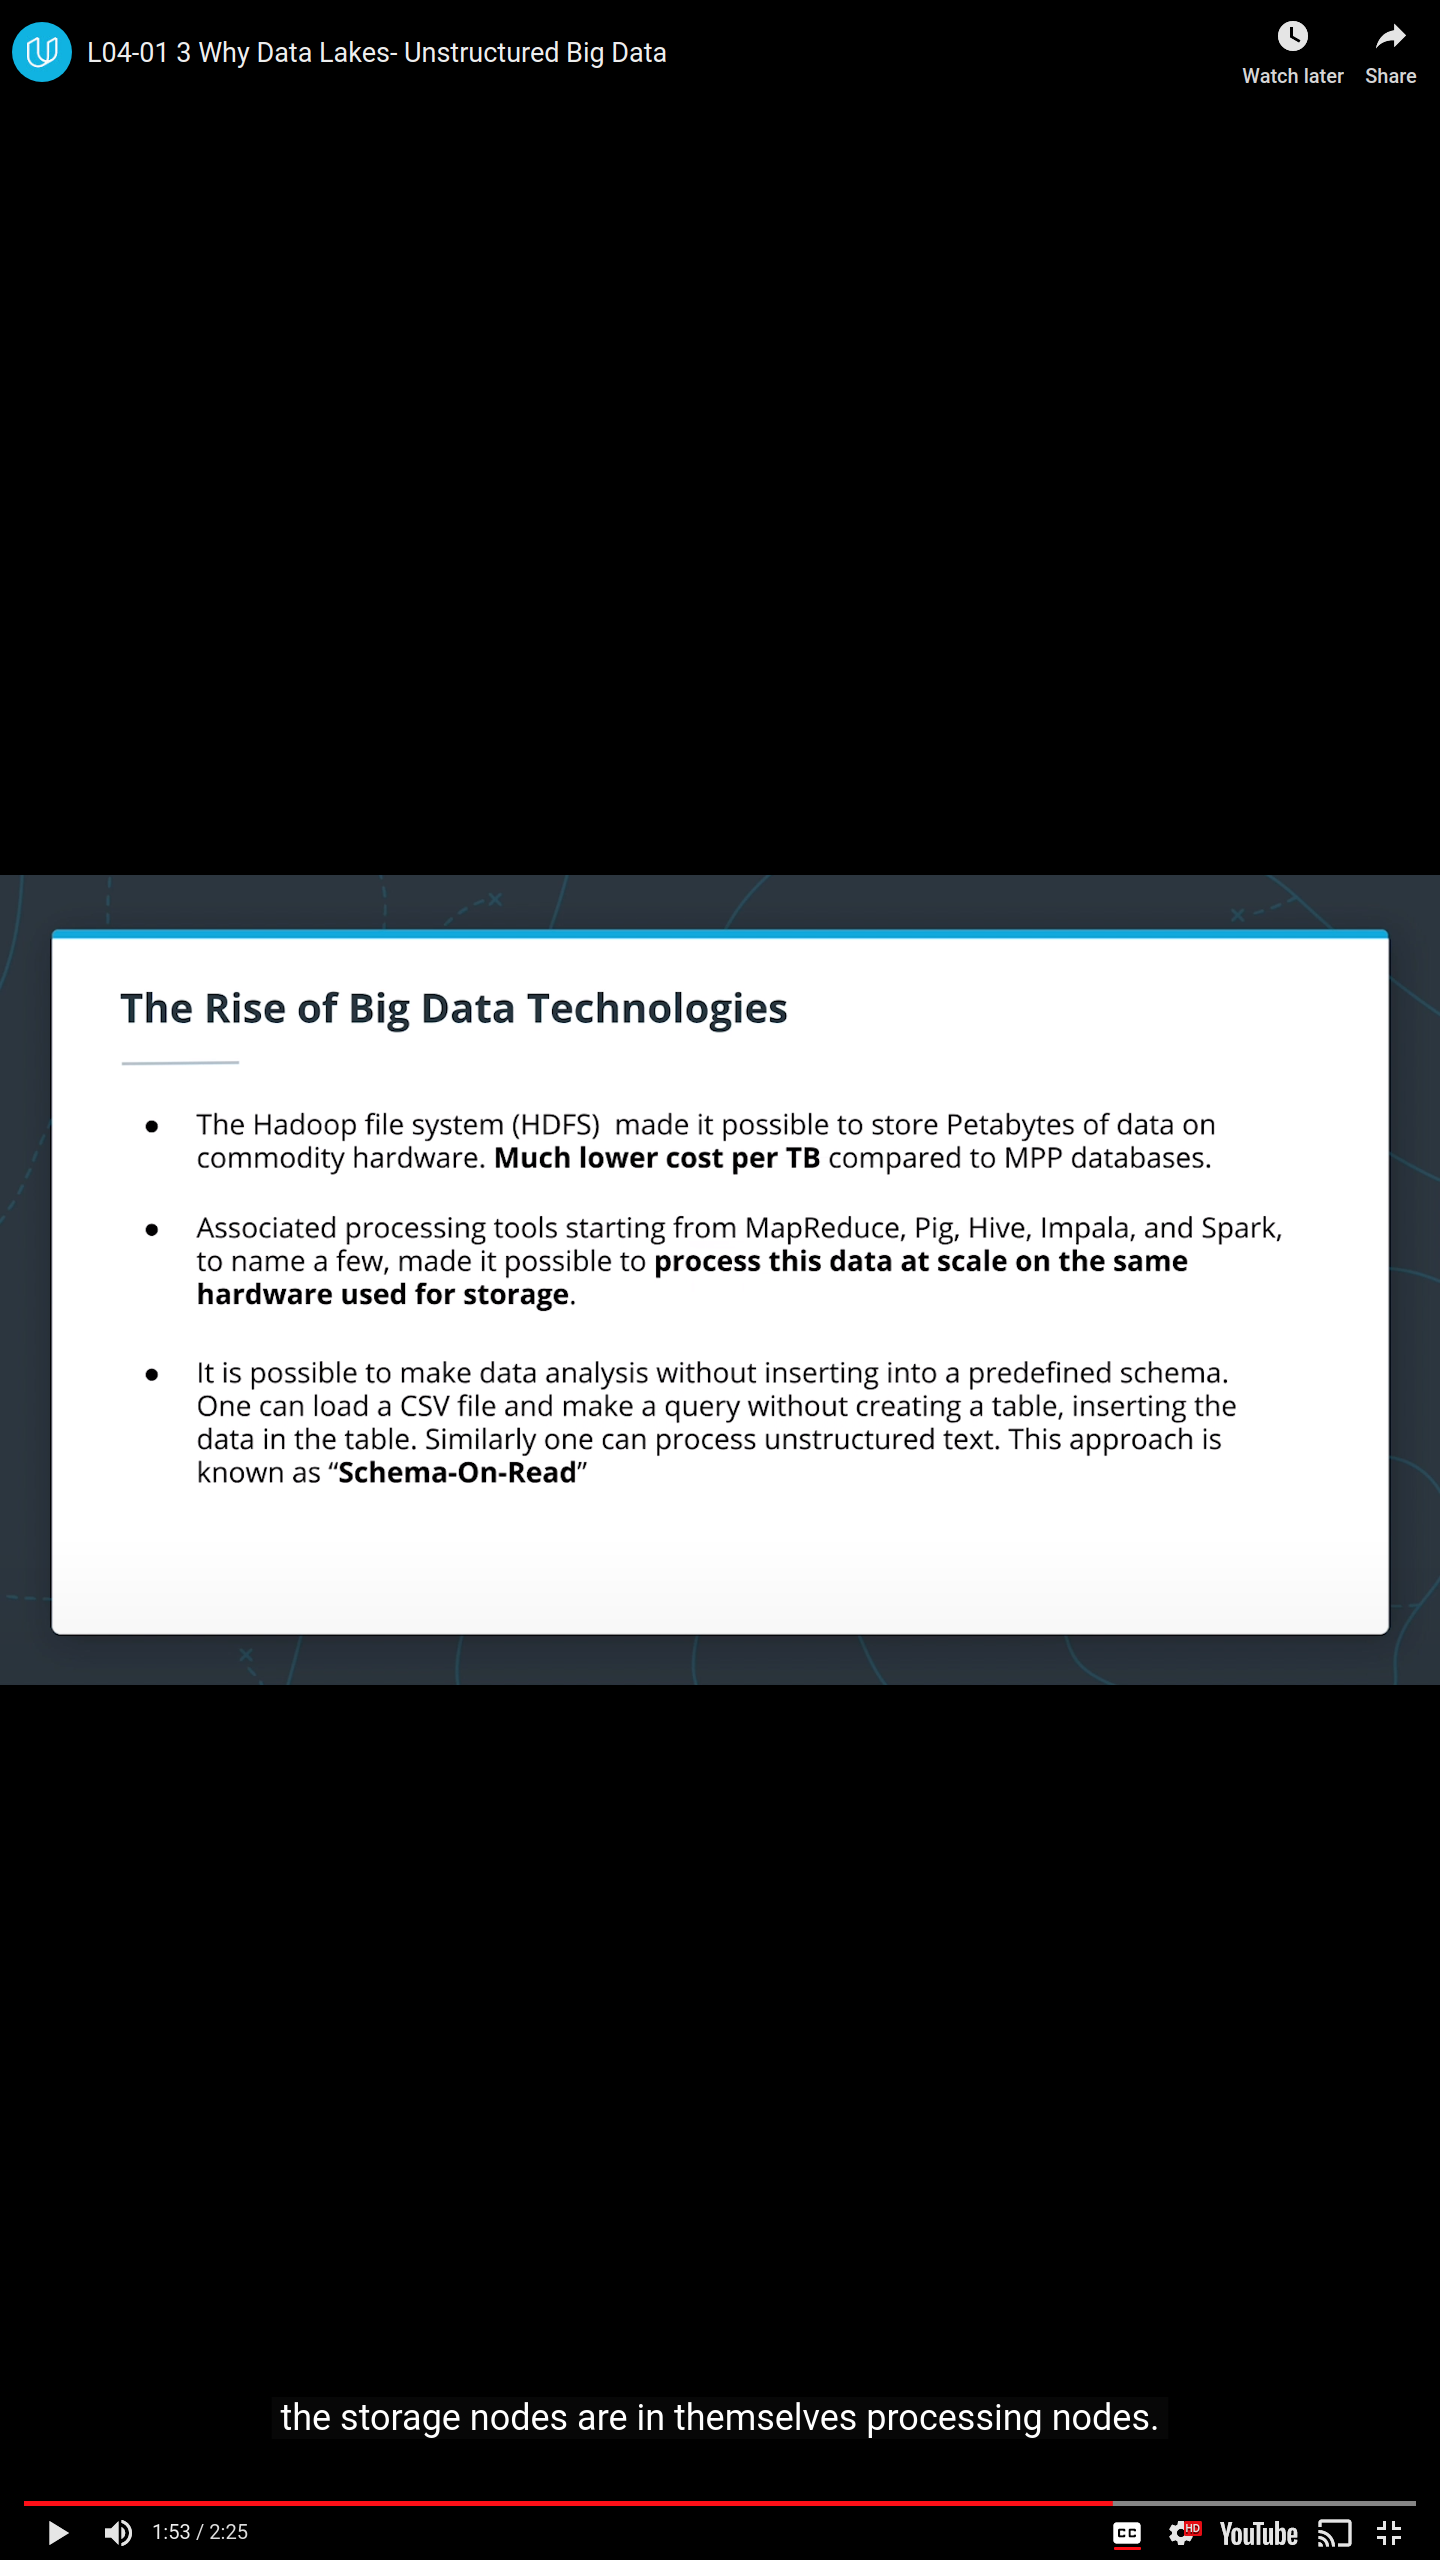 L04-01 3 Why Data Lakes- Unstructured Big Data
Watch later
Share
The Rise of Big Data Technologies
● The Hadoop file system (HDFS)  made it possible to store Petabytes of data on
commodity hardware. Much lower cost per TB compared to MPP databases.
● Associated processing tools starting from MapReduce, Pig, Hive, Impala, and Spark,
to name a few, made it possible to process this data at scale on the same
hardware used for storage.
● It is possible to make data analysis without inserting into a predefined schema.
One can load a CSV file and make a query without creating a table, inserting the
data in the table. Similarly one can process unstructured text. This approach is
known as “Schema-On-Read”
the storage nodes are in themselves processing nodes.
1:53 / 2:25
CC
HD
YouTube